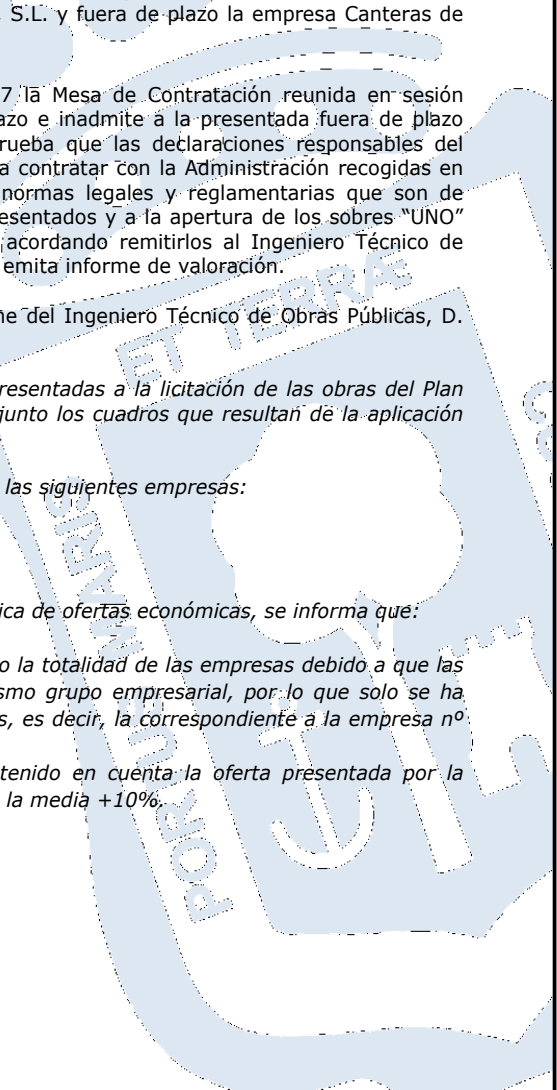 S.L. y fuera de plazo la empresa Canteras de
7 la Mesa de Contratación reunida en sesión
azo e inadmite a la presentada fuera de plazo
rueba que las declaraciones responsables del
a contratar con la Administración recogidas en
normas legales y reglamentarias que son de
esentados y a la apertura de los sobres “UNO”
acordando remitirlos al Ingeniero Técnico de
emita informe de valoración.
ET TERRÆ
ne del Ingeniero Técnico de Obras Públicas, D.
resentadas a la licitación de las obras del Plan
junto los cuadros que resultan de la aplicación
las siguientes empresas:
ica de ofertas económicas, se informa que:
o la totalidad de las empresas debido a que las
ismo grupo empresarial, por lo que solo se ha
s, es decir, la correspondiente a la empresa nº
tenido en cuenta la oferta presentada por la
la media +10%.
PORTUS MARIS